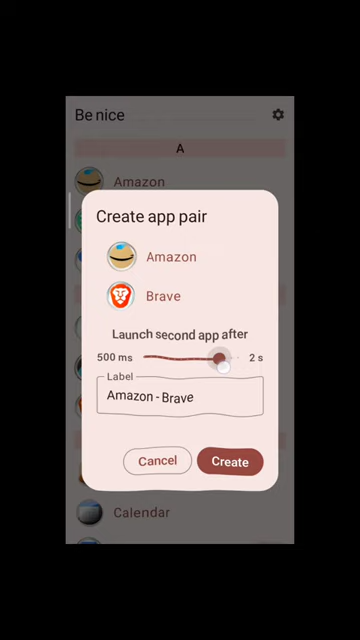 Be nice
A
Amazon
Create app pair
Amazon
Brave
Launch second app after
500 ms
2 s
Label
Amazon - Brave
Cancel
Create
Calendar